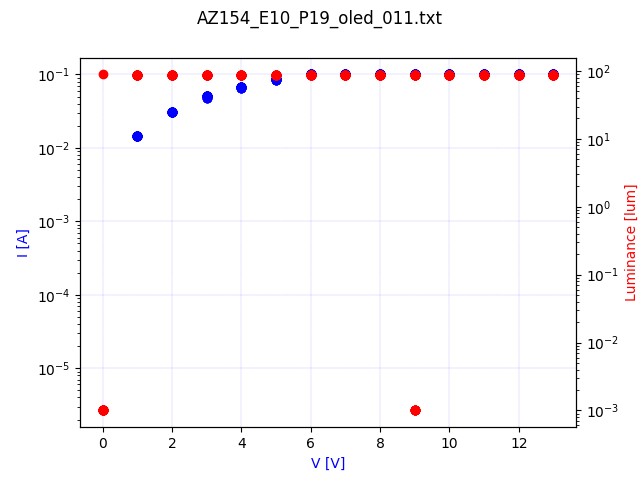 AZ154_E10_P19_oled_011.txt
10⁻¹
10⁻²
10⁻³
10⁻⁴
10⁻⁵
I [A]
10²
10¹
10⁰
10⁻¹
10⁻²
10⁻³
Luminance [lum]
0 2 4 6 8 10 12
V [V]